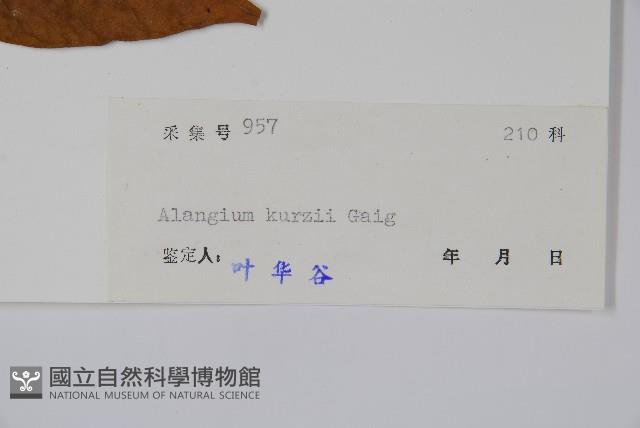 采集号 957 210 科
Alangium kurzii Gaig
鉴定人: 叶华谷 年 月 日
國立自然科學博物館
NATIONAL MUSEUM OF NATURAL SCIENCE